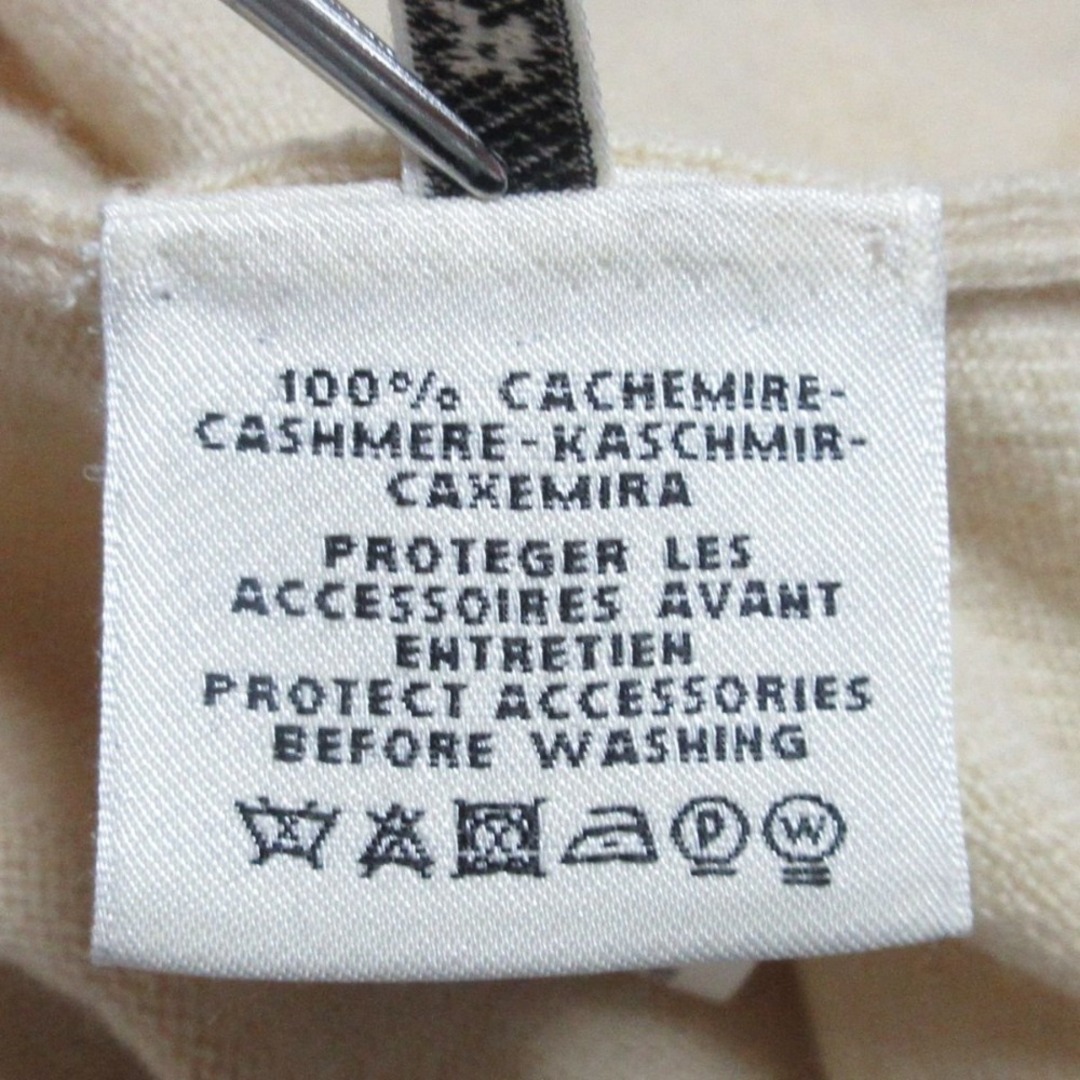 100% CACHEMIRE-
CASHMERE-KASCHMIR-
CAXEMIRA
PROTEGER LES
ACCESSOIRES AVANT
ENTRETIEN
PROTECT ACCESSORIES
BEFORE WASHING
P W